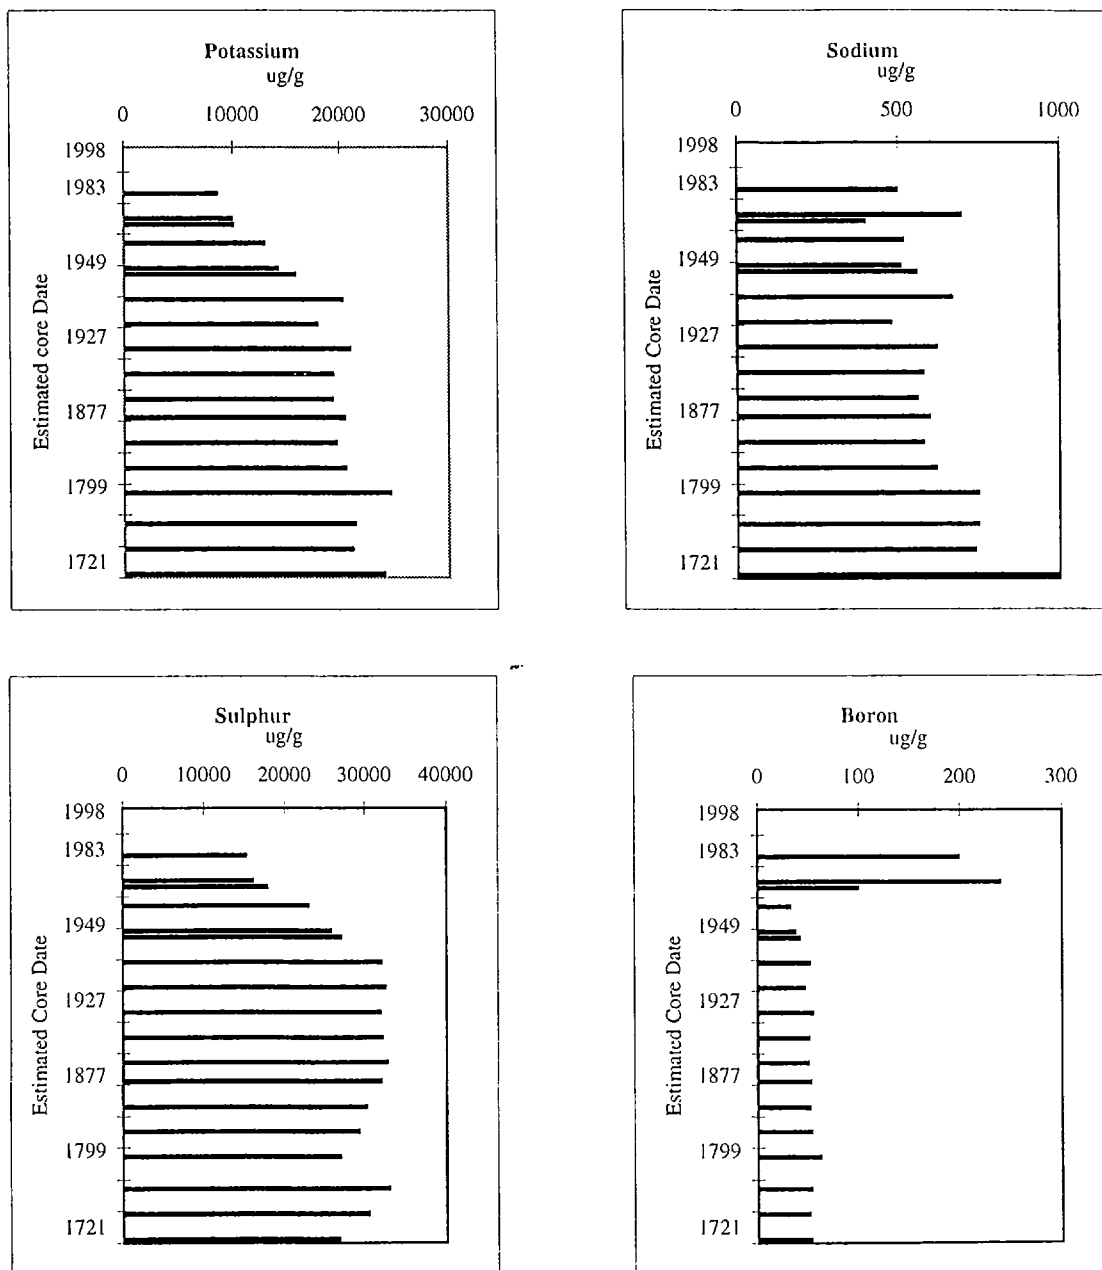 Potassium
ug/g
0 10000 20000 30000
1998
1983
1949
1927
1877
1799
1721
Estimated core Date
Sodium
ug/g
0 500 1000
1998
1983
1949
1927
1877
1799
1721
Estimated Core Date
Sulphur
ug/g
0 10000 20000 30000 40000
1998
1983
1949
1927
1877
1799
1721
Estimated Core Date
Boron
ug/g
0 100 200 300
1998
1983
1949
1927
1877
1799
1721
Estimated Core Date